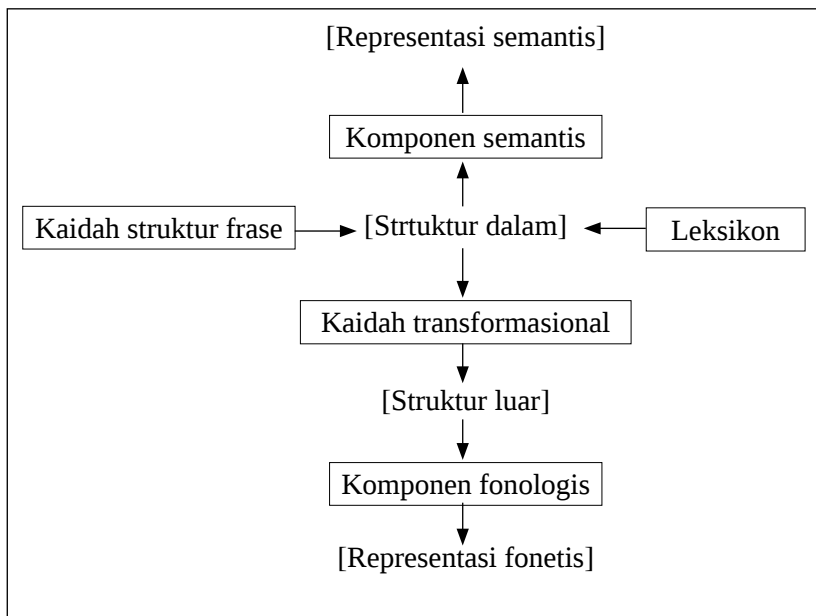 [Representasi semantis]
Komponen semantis
Kaidah struktur frase
[Strtuktur dalam]
Leksikon
Kaidah transformasional
[Struktur luar]
Komponen fonologis
[Representasi fonetis]